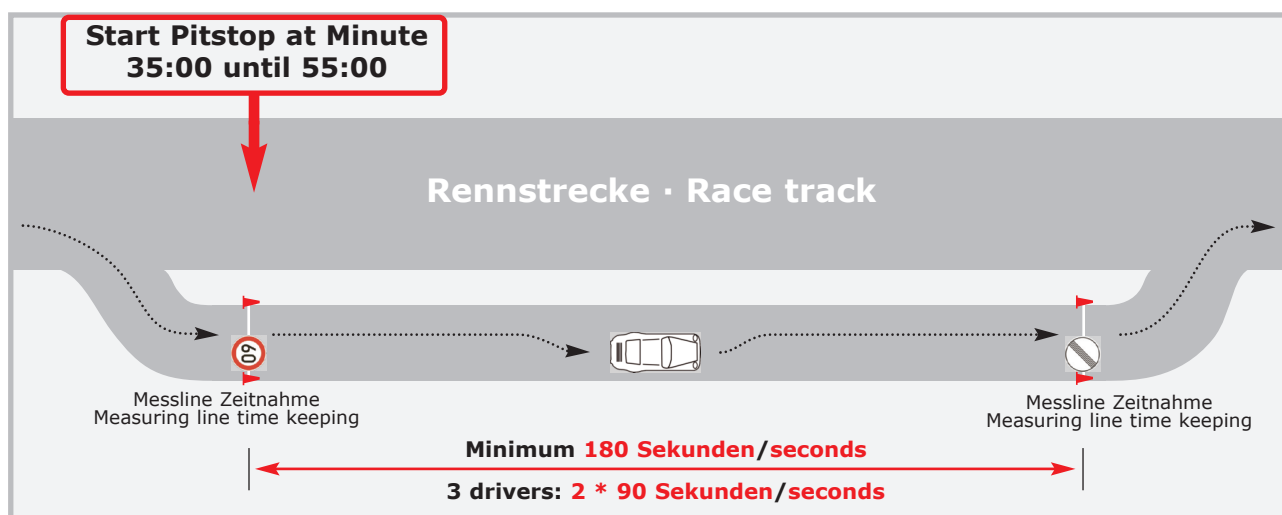 Start Pitstop at Minute
35:00 until 55:00
Rennstrecke · Race track
60
Messline Zeitnahme
Measuring line time keeping
Messline Zeitnahme
Measuring line time keeping
Minimum 180 Sekunden/seconds
3 drivers: 2 * 90 Sekunden/seconds